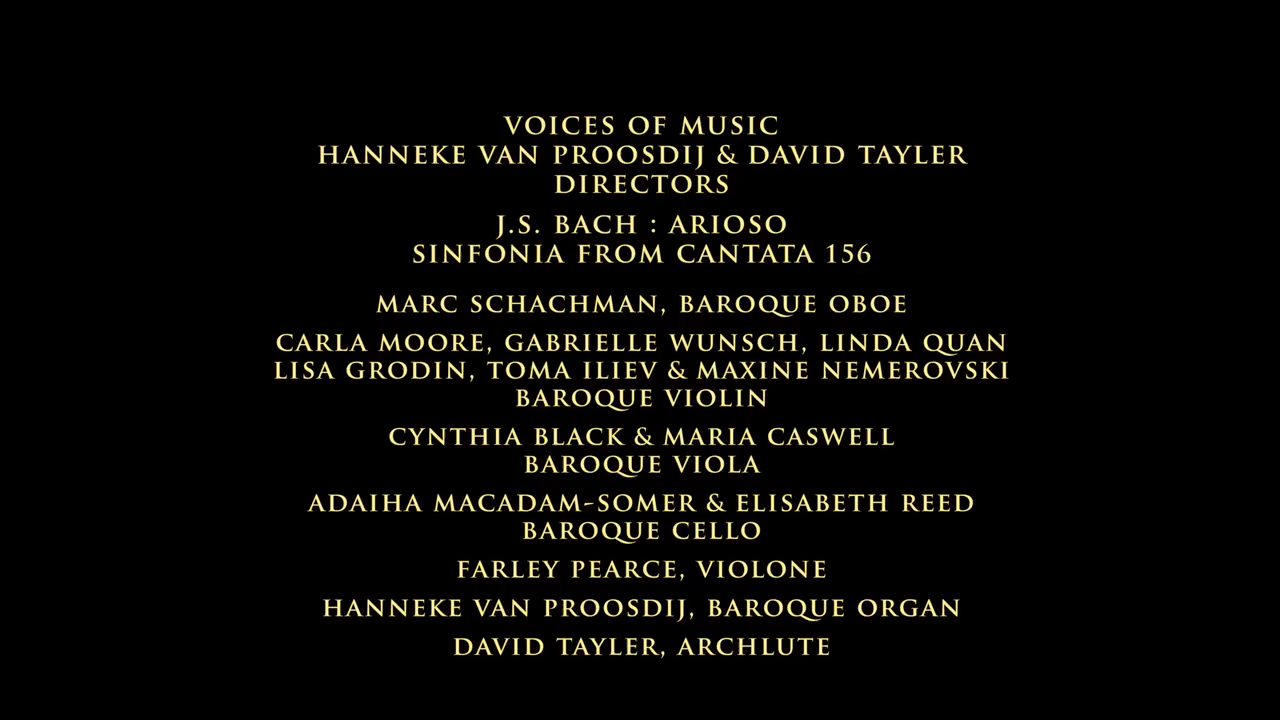 VOICES OF MUSIC
HANNEKE VAN PROOSDIJ & DAVID TAYLER
DIRECTORS
J.S. BACH : ARIOSO
SINFONIA FROM CANTATA 156
MARC SCHACHMAN, BAROQUE OBOE
CARLA MOORE, GABRIELLE WUNSCH, LINDA QUAN
LISA GRODIN, TOMA ILIEV & MAXINE NEMEROVSKI
BAROQUE VIOLIN
CYNTHIA BLACK & MARIA CASWELL
BAROQUE VIOLA
ADAIHA MACADAM-SOMER & ELISABETH REED
BAROQUE CELLO
FARLEY PEARCE, VIOLONE
HANNEKE VAN PROOSDIJ, BAROQUE ORGAN
DAVID TAYLER, ARCHLUTE